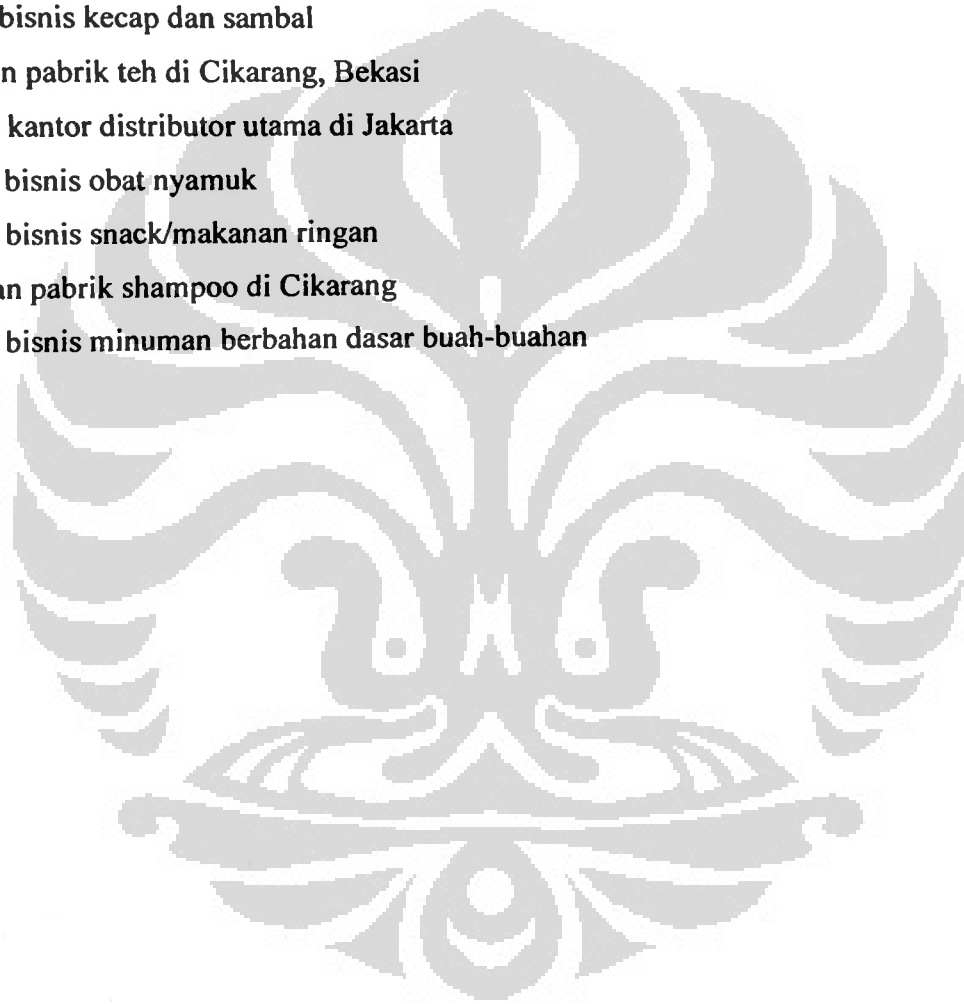 bisnis kecap dan sambal
n pabrik teh di Cikarang, Bekasi
kantor distributor utama di Jakarta
bisnis obat nyamuk
bisnis snack/makanan ringan
an pabrik shampoo di Cikarang
bisnis minuman berbahan dasar buah-buahan